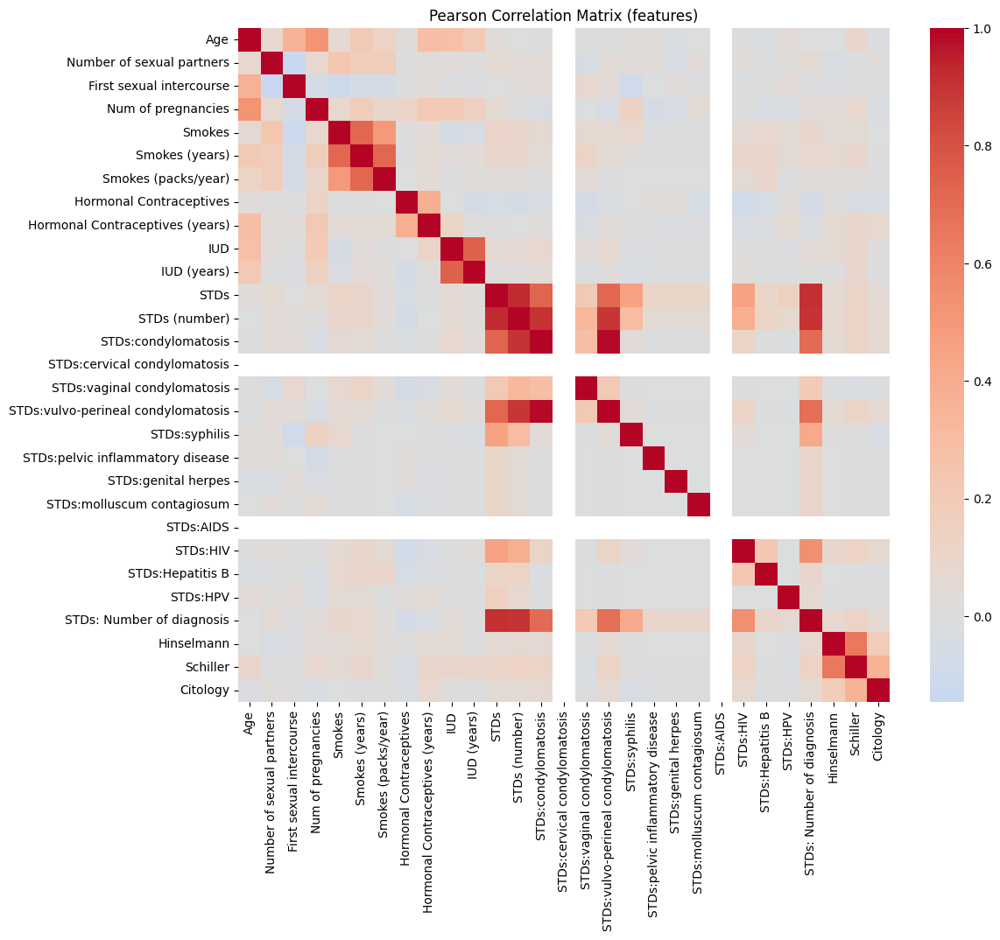 Pearson Correlation Matrix (features)
Age
Number of sexual partners
First sexual intercourse
Num of pregnancies
Smokes
Smokes (years)
Smokes (packs/year)
Hormonal Contraceptives
Hormonal Contraceptives (years)
IUD
IUD (years)
STDs
STDs (number)
STDs:condylomatosis
STDs:cervical condylomatosis
STDs:vaginal condylomatosis
STDs:vulvo-perineal condylomatosis
STDs:syphilis
STDs:pelvic inflammatory disease
STDs:genital herpes
STDs:molluscum contagiosum
STDs:AIDS
STDs:HIV
STDs:Hepatitis B
STDs:HPV
STDs: Number of diagnosis
Hinselmann
Schiller
Citology
Age
Number of sexual partners
First sexual intercourse
Num of pregnancies
Smokes
Smokes (years)
Smokes (packs/year)
Hormonal Contraceptives
Hormonal Contraceptives (years)
IUD
IUD (years)
STDs
STDs (number)
STDs:condylomatosis
STDs:cervical condylomatosis
STDs:vaginal condylomatosis
STDs:vulvo-perineal condylomatosis
STDs:syphilis
STDs:pelvic inflammatory disease
STDs:genital herpes
STDs:molluscum contagiosum
STDs:AIDS
STDs:HIV
STDs:Hepatitis B
STDs:HPV
STDs: Number of diagnosis
Hinselmann
Schiller
Citology
1.0
0.8
0.6
0.4
0.2
0.0